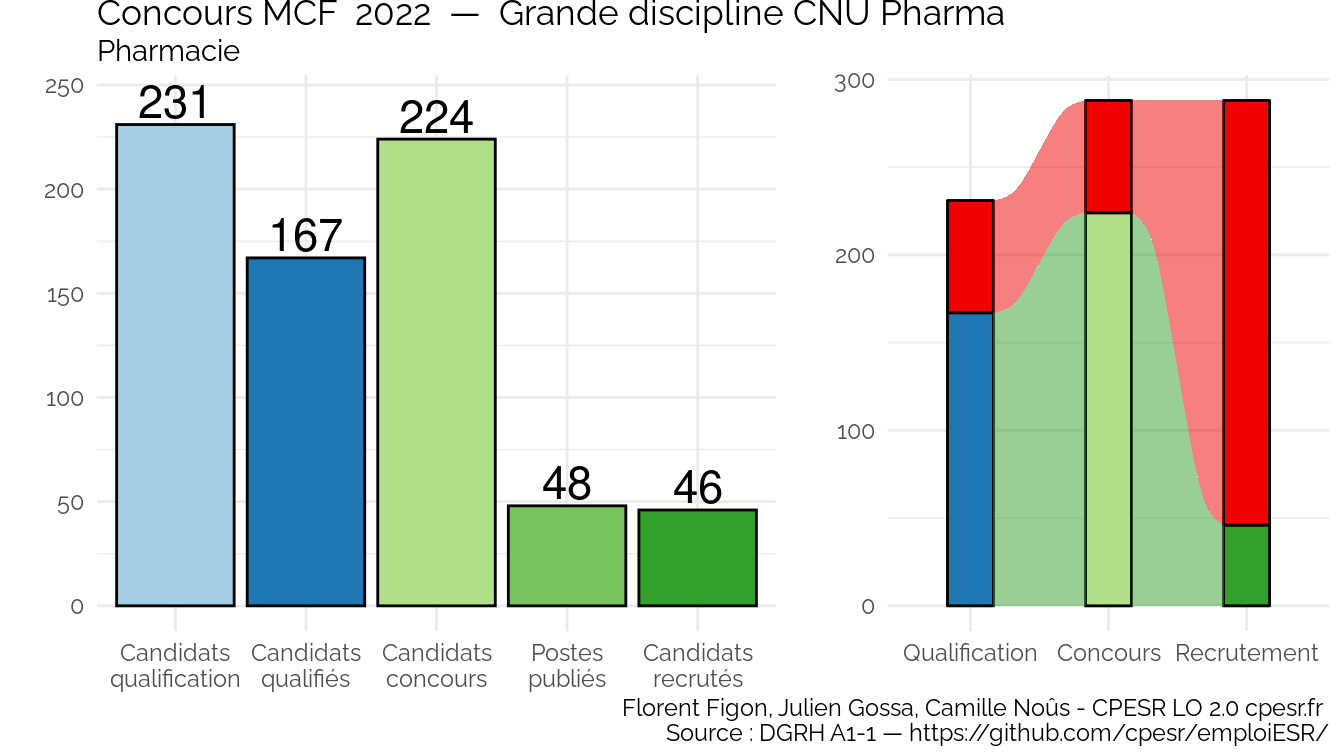 Concours MCF 2022 — Grande discipline CNU Pharma
Pharmacie
250
200
150
100
50
0
231
167
224
48
46
Candidats qualification
Candidats qualifiés
Candidats concours
Postes publiés
Candidats recrutés
300
200
100
0
Qualification
Concours
Recrutement
Florent Figon, Julien Gossa, Camille Noûs - CPESR LO 2.0 cpesr.fr
Source : DGRH A1-1 — https://github.com/cpesr/emploiESR/